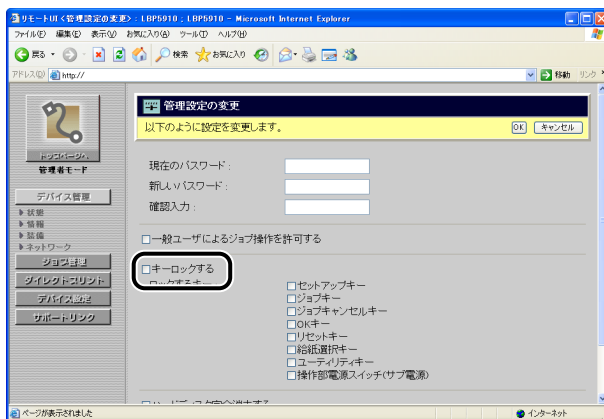 リモートUI <管理設定の変更> : LBP5910 ; LBP5910 - Microsoft Internet Explorer
ファイル(F) 編集(E) 表示(V) お気に入り(A) ツール(T) ヘルプ(H)
戻る 検索 お気に入り
アドレス(D) http:// 移動 リンク
管理設定の変更
以下のように設定を変更します。 OK キャンセル
トップページへ
管理者モード
デバイス管理
状態
情報
装備
ネットワーク
ジョブ管理
ダイレクトプリント
デバイス設定
サポートリンク
現在のパスワード :
新しいパスワード :
確認入力 :
一般ユーザによるジョブ操作を許可する
キーロックする
ロックするキー
セットアップキー
ジョブキー
ジョブキャンセルキー
OKキー
リセットキー
給紙選択キー
ユーティリティキー
操作部電源スイッチ(サブ電源)
ページが表示されました インターネット